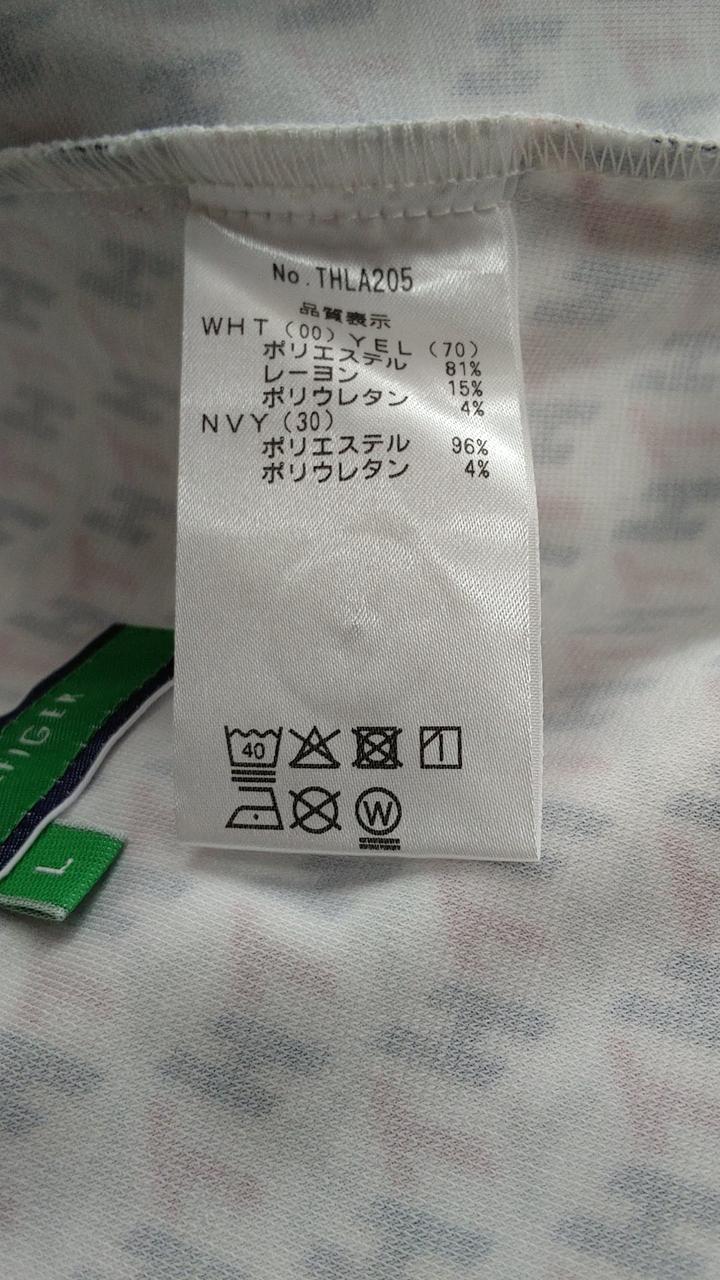 No.THLA205
品質表示
WHT(00)YEL(70)
ポリエステル 81%
レーヨン 15%
ポリウレタン 4%
NVY(30)
ポリエステル 96%
ポリウレタン 4%
40
W
FIGER
L